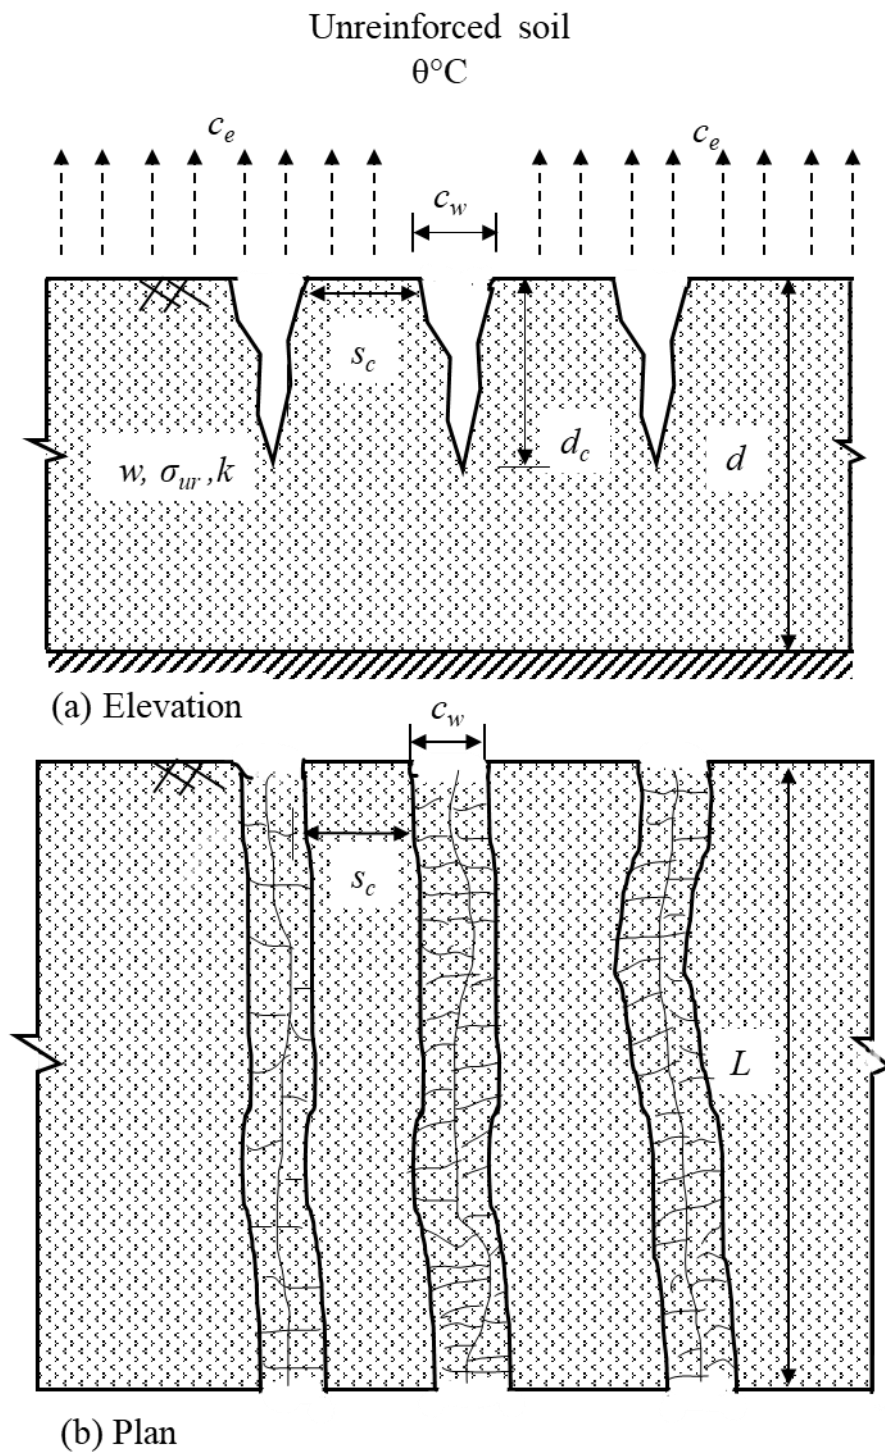 Unreinforced soil
θ°C
c_e
c_e
c_w
s_c
w, σ_ur ,k
d_c
d
(a) Elevation
c_w
s_c
L
(b) Plan